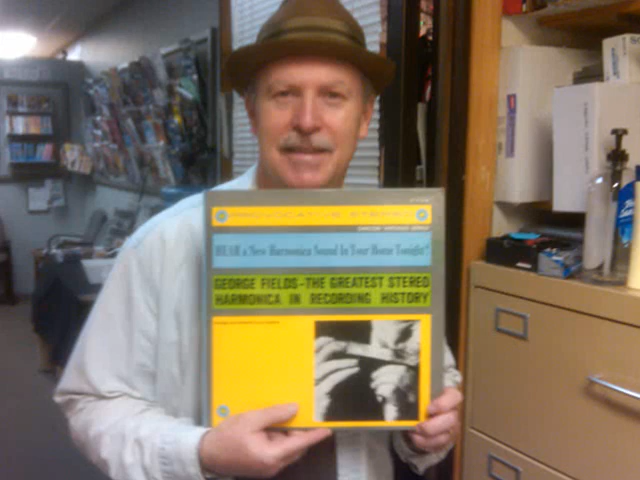 HEAR a New Harmonica Sound In Your Home Tonight!
GEORGE FIELDS—THE GREATEST STEREO
HARMONICA IN RECORDING HISTORY